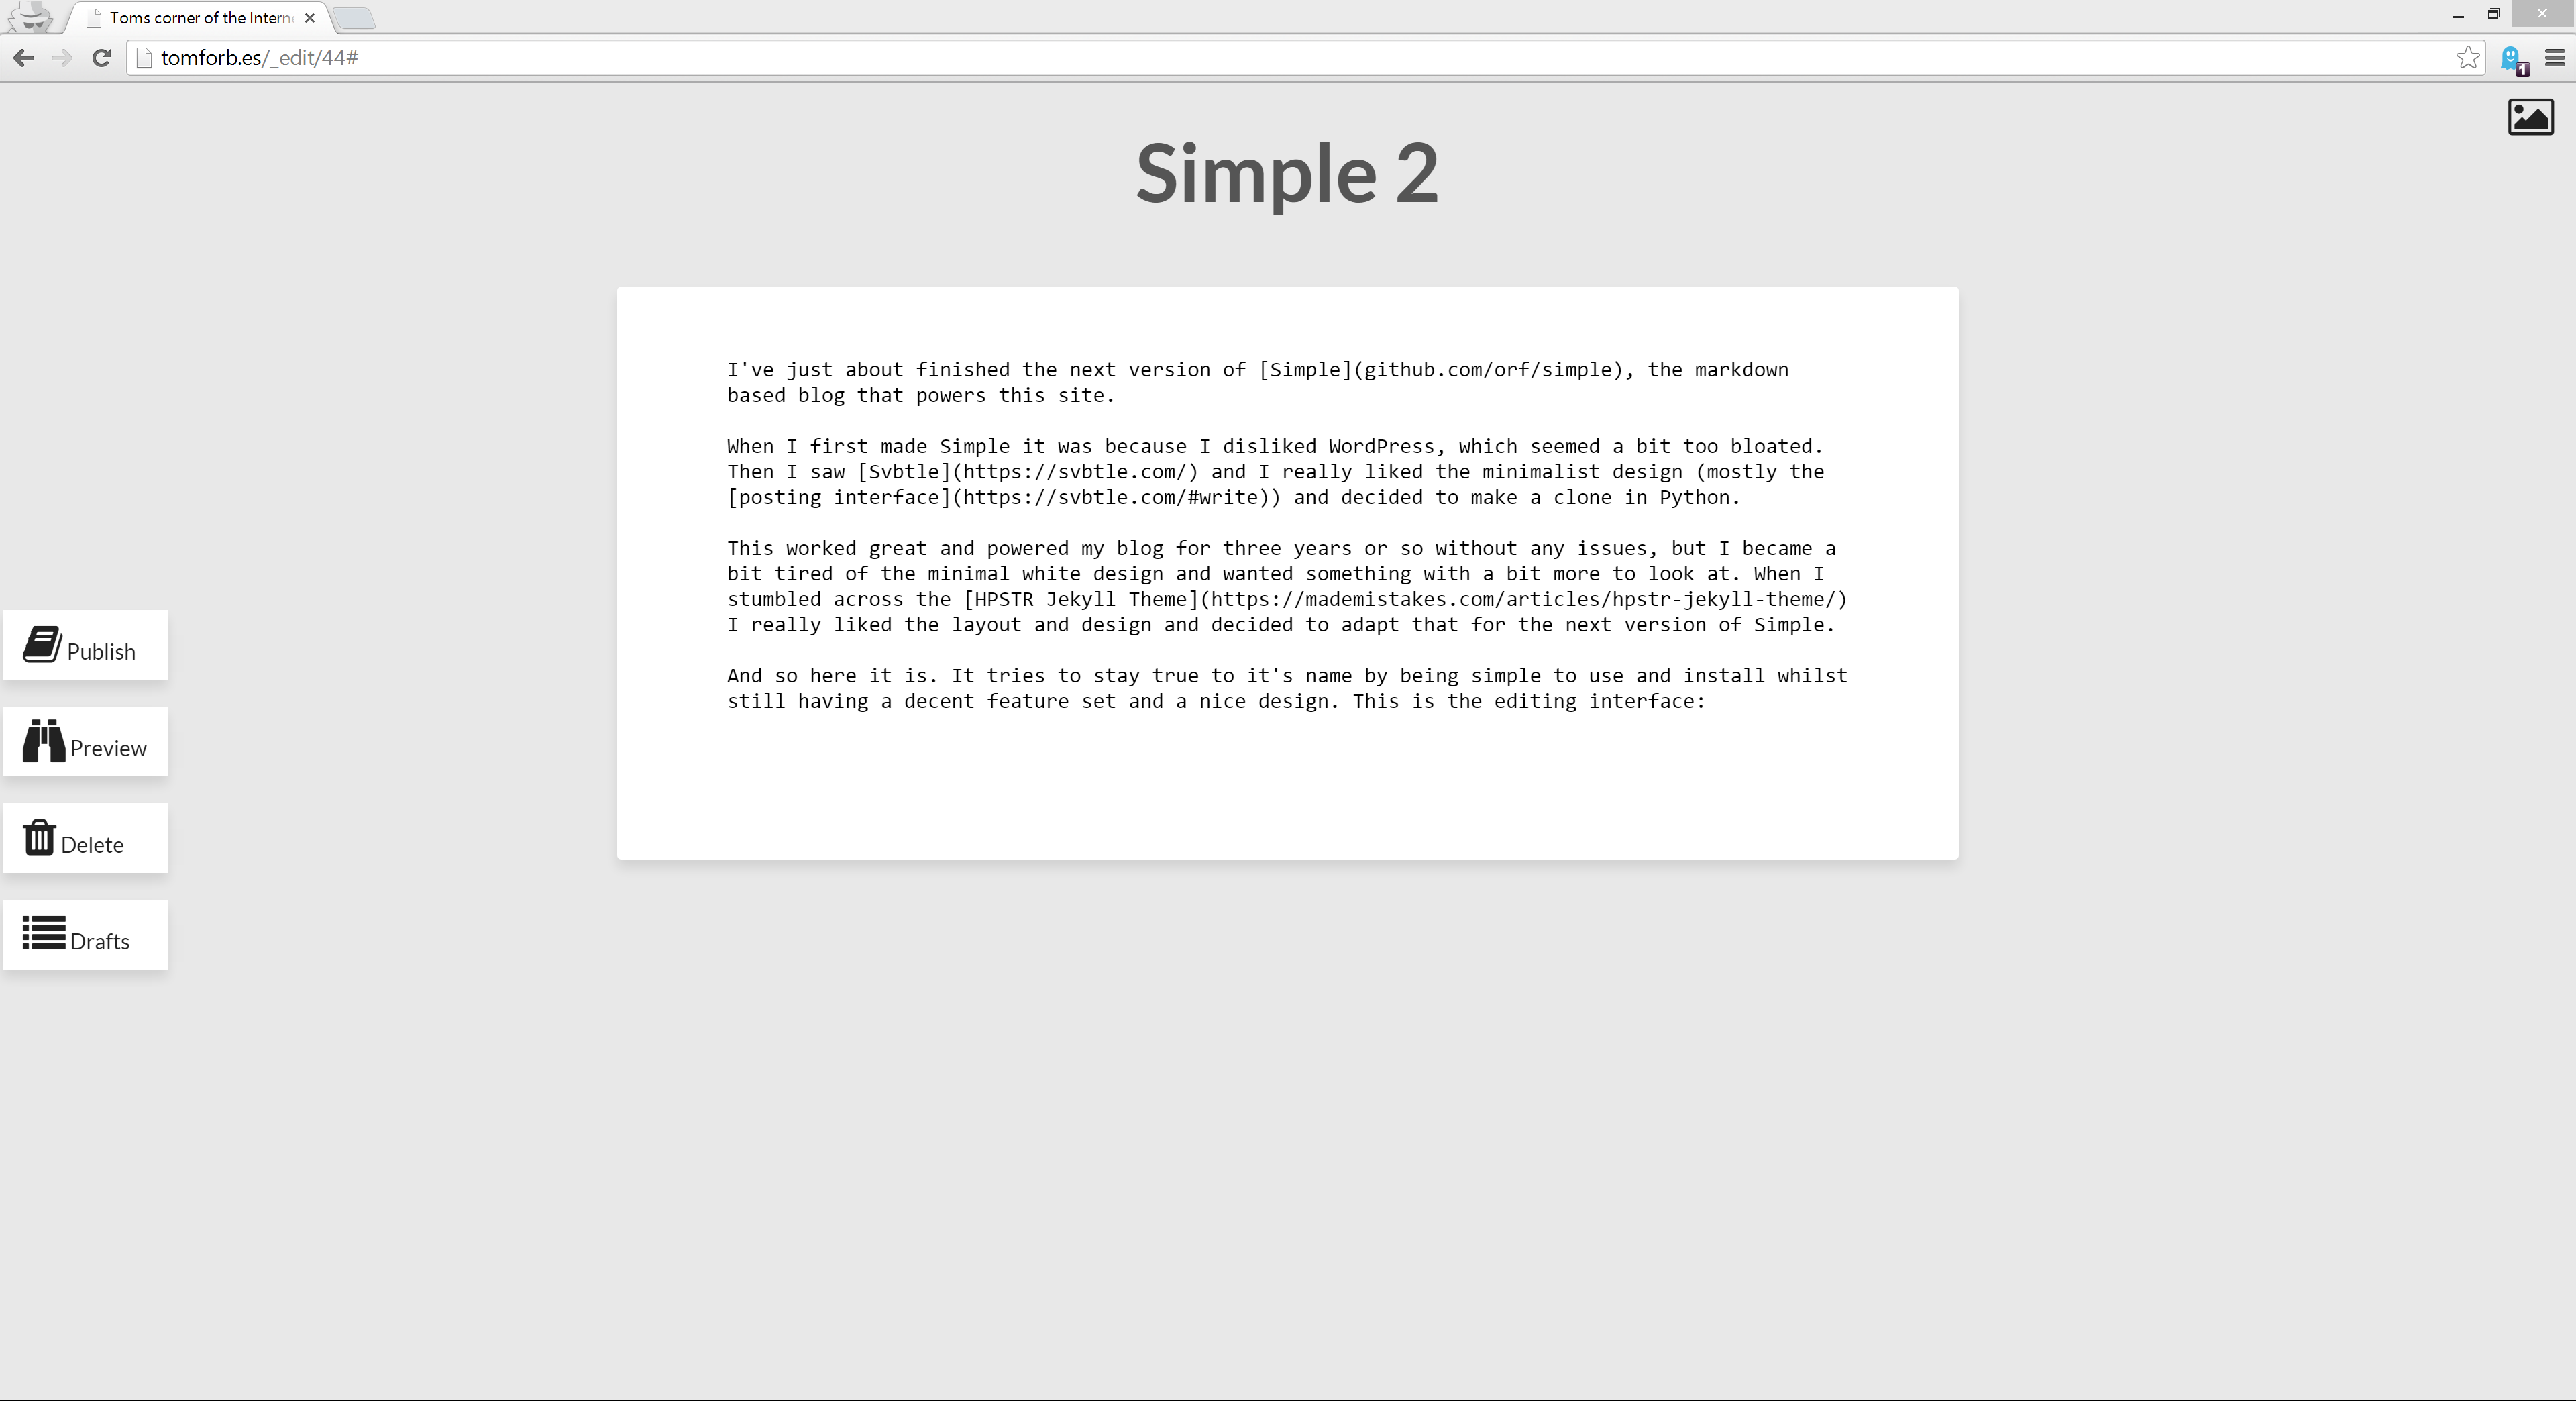 Toms corner of the Intern
tomforb.es/_edit/44#
1
Simple 2
I've just about finished the next version of [Simple](github.com/orf/simple), the markdown
based blog that powers this site.
When I first made Simple it was because I disliked WordPress, which seemed a bit too bloated.
Then I saw [Svbtle](https://svbtle.com/) and I really liked the minimalist design (mostly the
[posting interface](https://svbtle.com/#write)) and decided to make a clone in Python.
This worked great and powered my blog for three years or so without any issues, but I became a
bit tired of the minimal white design and wanted something with a bit more to look at. When I
stumbled across the [HPSTR Jekyll Theme](https://mademistakes.com/articles/hpstr-jekyll-theme/)
I really liked the layout and design and decided to adapt that for the next version of Simple.
And so here it is. It tries to stay true to it's name by being simple to use and install whilst
still having a decent feature set and a nice design. This is the editing interface:
Publish
Preview
Delete
Drafts